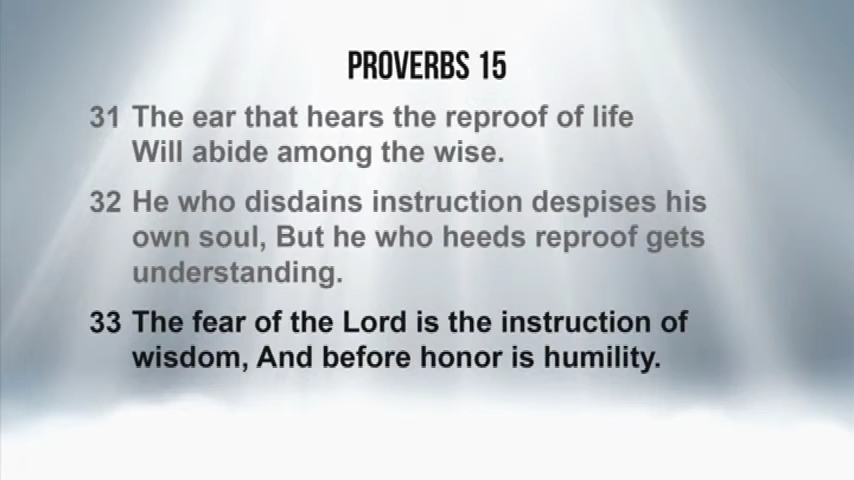 PROVERBS 15
31 The ear that hears the reproof of life
Will abide among the wise.
32 He who disdains instruction despises his
own soul, But he who heeds reproof gets
understanding.
33 The fear of the Lord is the instruction of
wisdom, And before honor is humility.